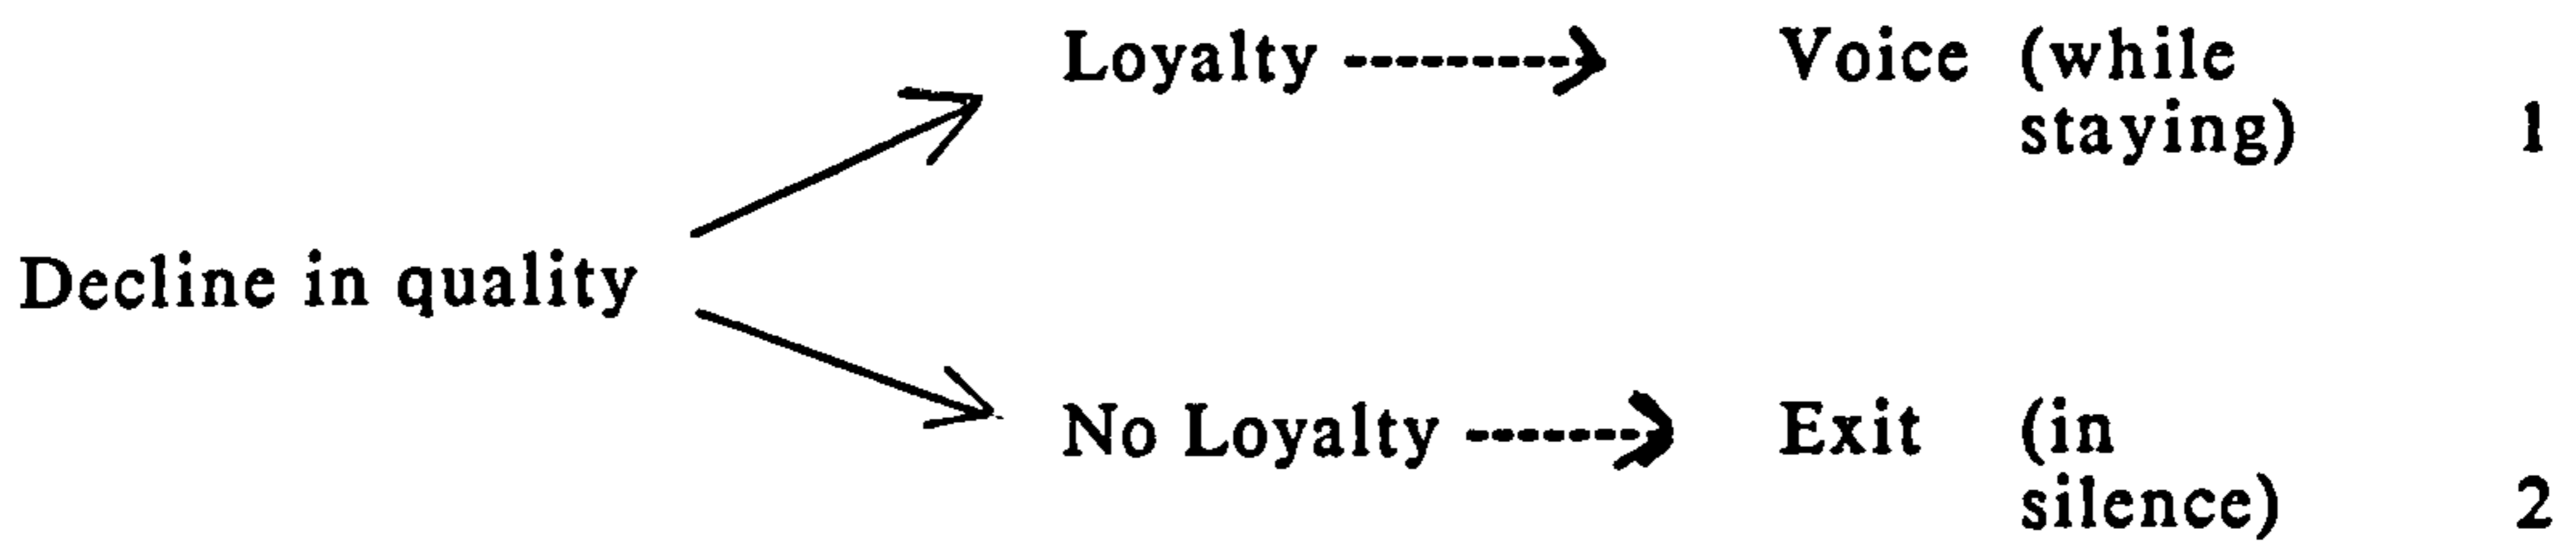 Loyalty Voice (while
staying) 1
Decline in quality
No Loyalty Exit (in
silence) 2